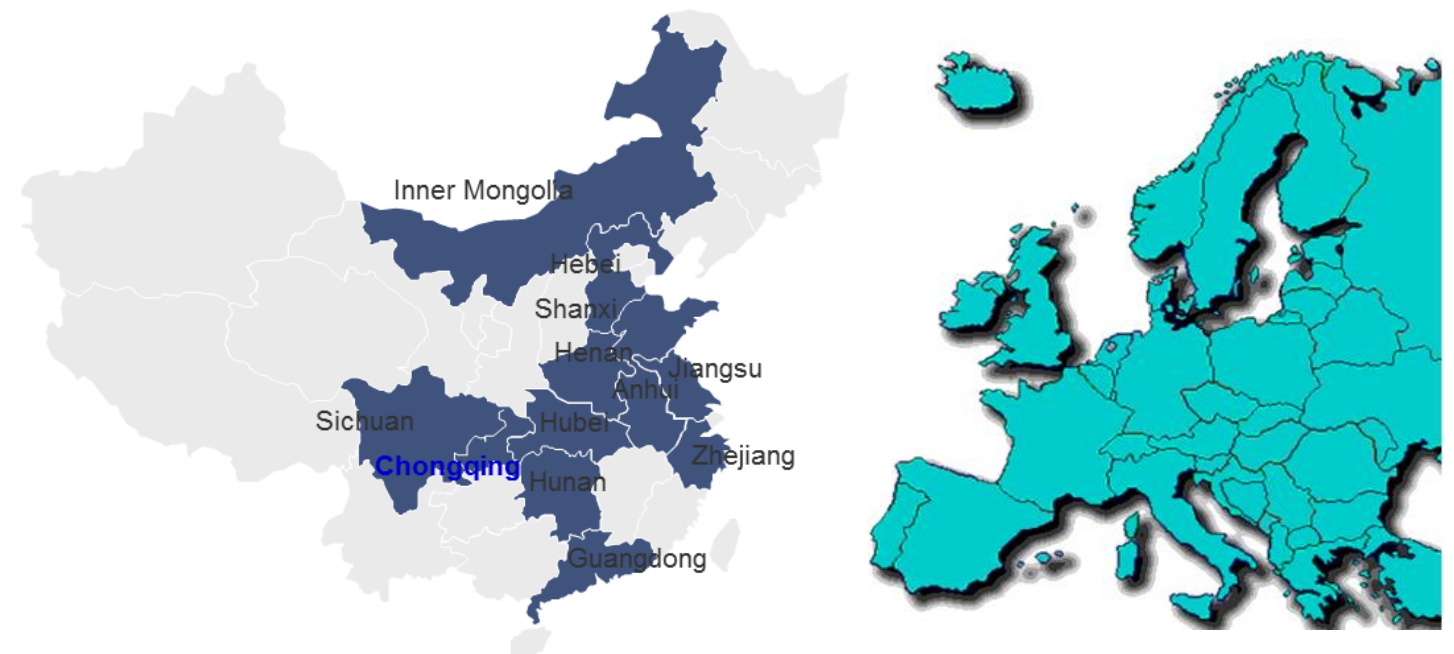 Inner Mongolia
Hebei
Shanxi
Henan
Jiangsu
Anhui
Sichuan
Hubei
Zhejiang
Chongqing
Hunan
Guangdong